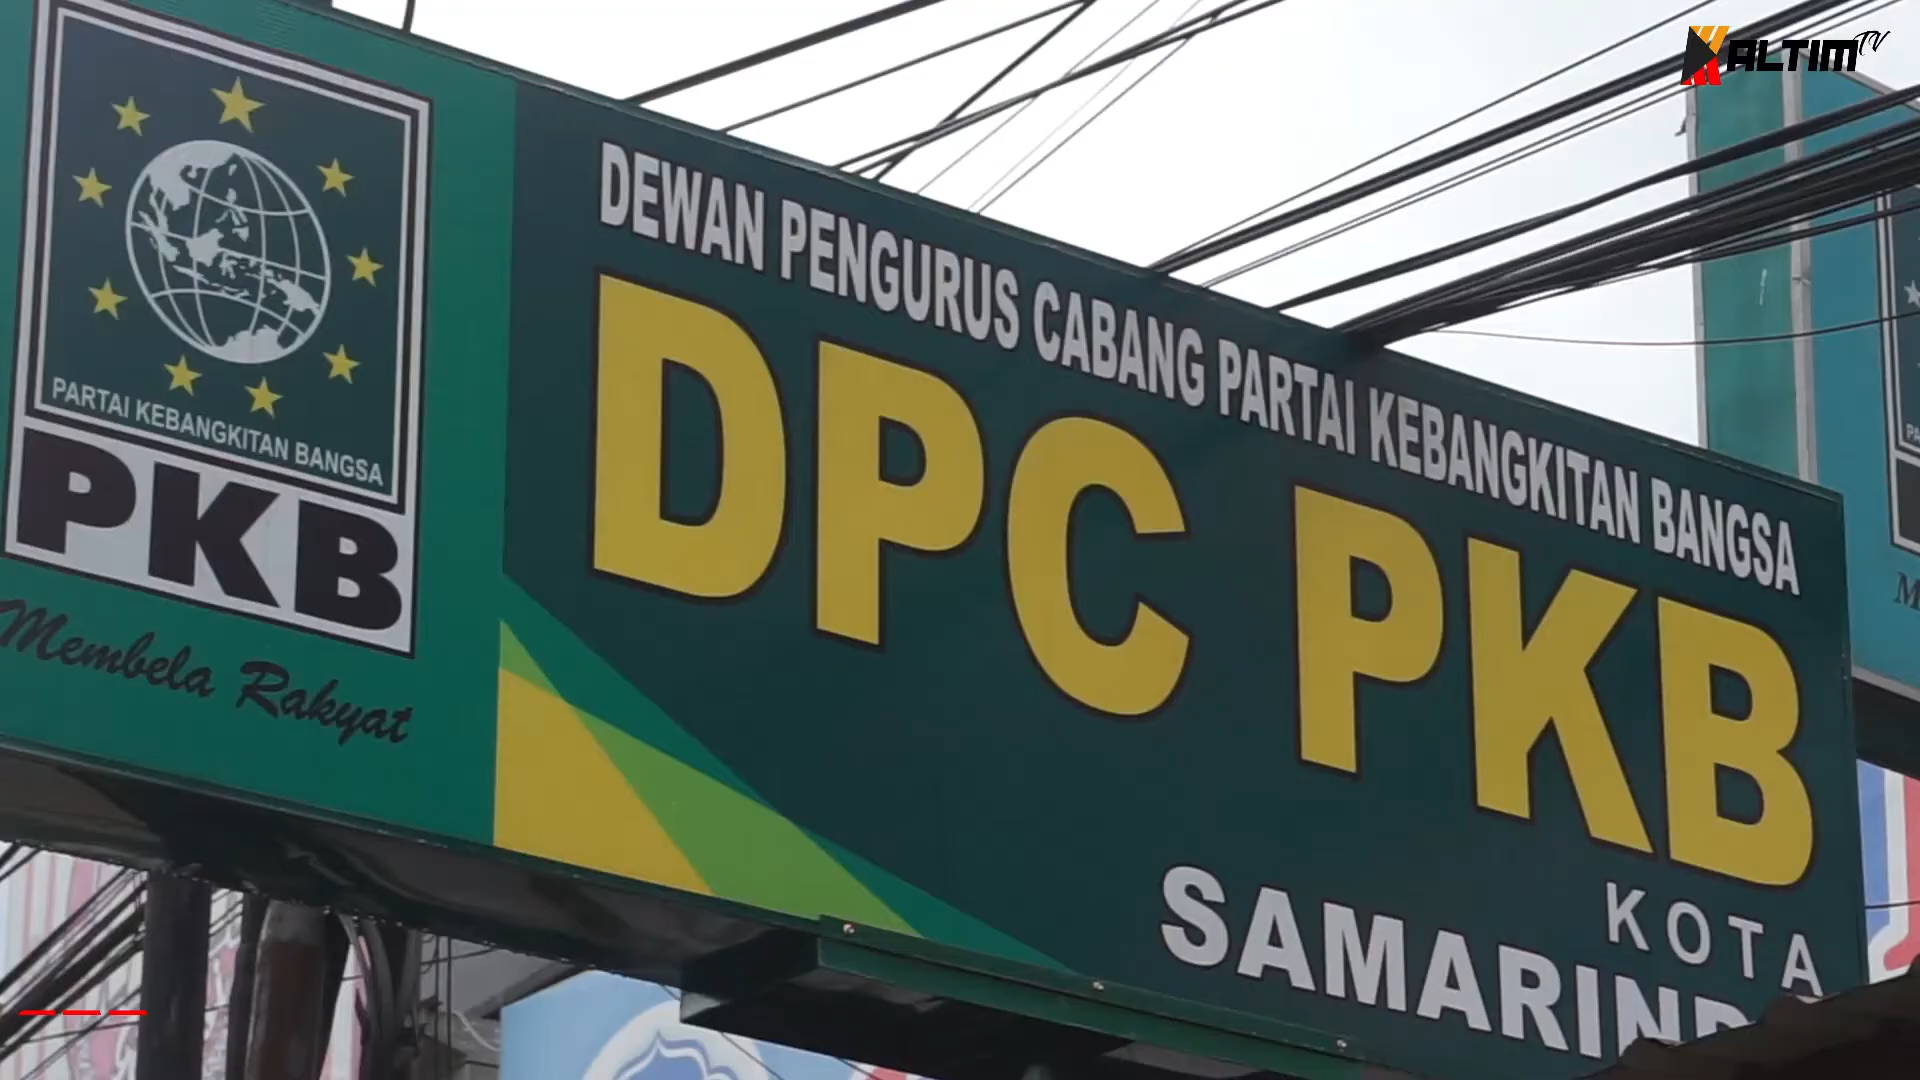 KALTIM TV
PARTAI KEBANGKITAN BANGSA
PKB
Membela Rakyat
DEWAN PENGURUS CABANG PARTAI KEBANGKITAN BANGSA
DPC PKB
KOTA